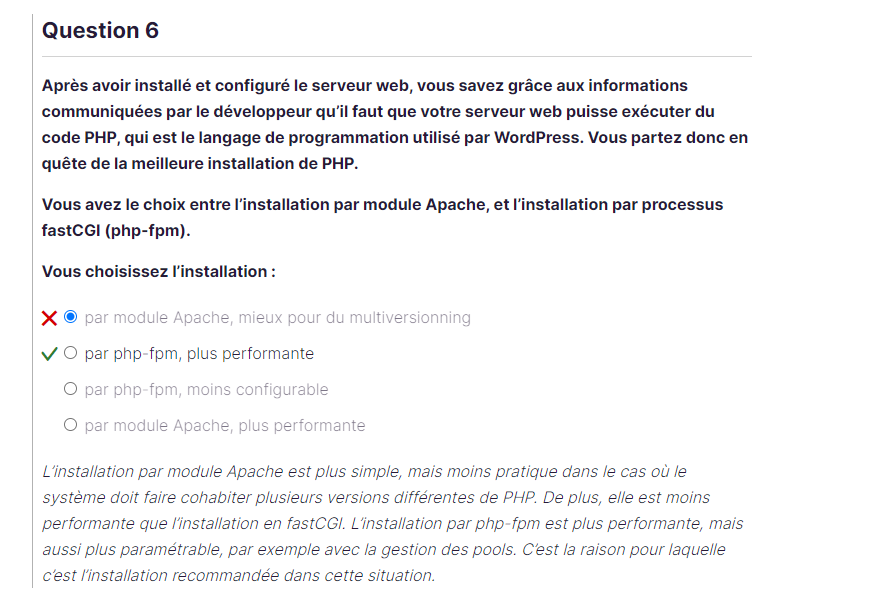 Question 6
Après avoir installé et configuré le serveur web, vous savez grâce aux informations
communiquées par le développeur qu’il faut que votre serveur web puisse exécuter du
code PHP, qui est le langage de programmation utilisé par WordPress. Vous partez donc en
quête de la meilleure installation de PHP.
Vous avez le choix entre l’installation par module Apache, et l’installation par processus
fastCGI (php-fpm).
Vous choisissez l’installation :
par module Apache, mieux pour du multiversionning
par php-fpm, plus performante
par php-fpm, moins configurable
par module Apache, plus performante
L’installation par module Apache est plus simple, mais moins pratique dans le cas où le
système doit faire cohabiter plusieurs versions différentes de PHP. De plus, elle est moins
performante que l’installation en fastCGI. L’installation par php-fpm est plus performante, mais
aussi plus paramétrable, par exemple avec la gestion des pools. C’est la raison pour laquelle
c’est l’installation recommandée dans cette situation.